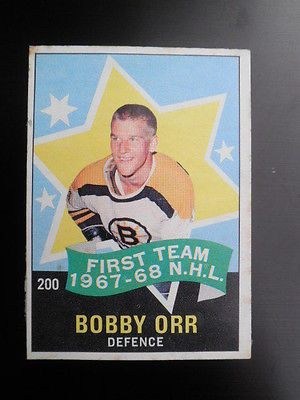 B
FIRST TEAM
1967-68 N.H.L.
200
BOBBY ORR
DEFENCE